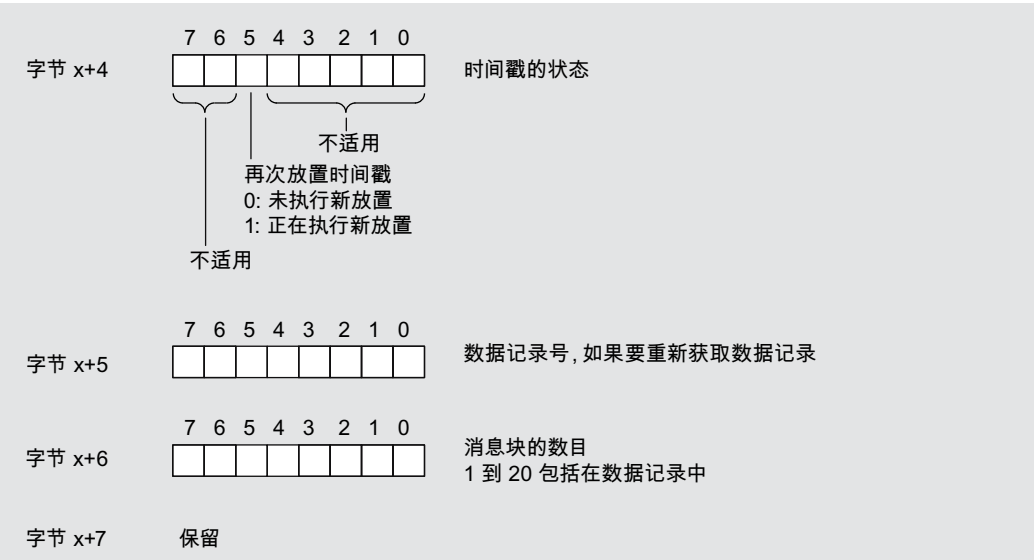 7 6 5 4 3 2 1 0
字节 x+4
时间戳的状态
不适用
再次放置时间戳
0: 未执行新放置
1: 正在执行新放置
不适用
7 6 5 4 3 2 1 0
字节 x+5
数据记录号, 如果要重新获取数据记录
7 6 5 4 3 2 1 0
字节 x+6
消息块的数目
1 到 20 包括在数据记录中
字节 x+7 保留